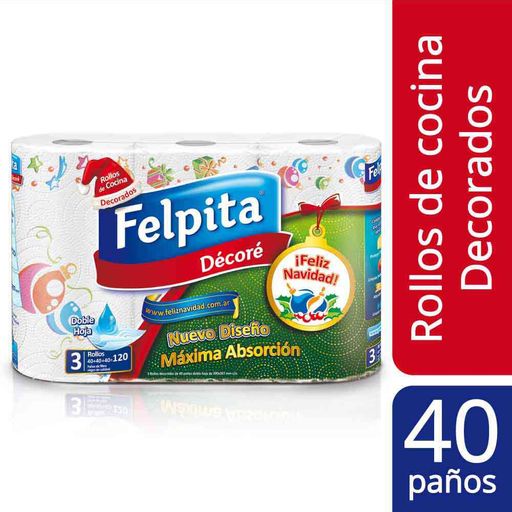 Rollos
de Cocina
Decorados
Felpita
Décoré
¡Feliz
Navidad!
www.feliznavidad.com.ar
Doble
Hoja
Nuevo Diseño
Máxima Absorción
3 Rollos
40+40+40=120
Rollos de cocina
Decorados
40
paños